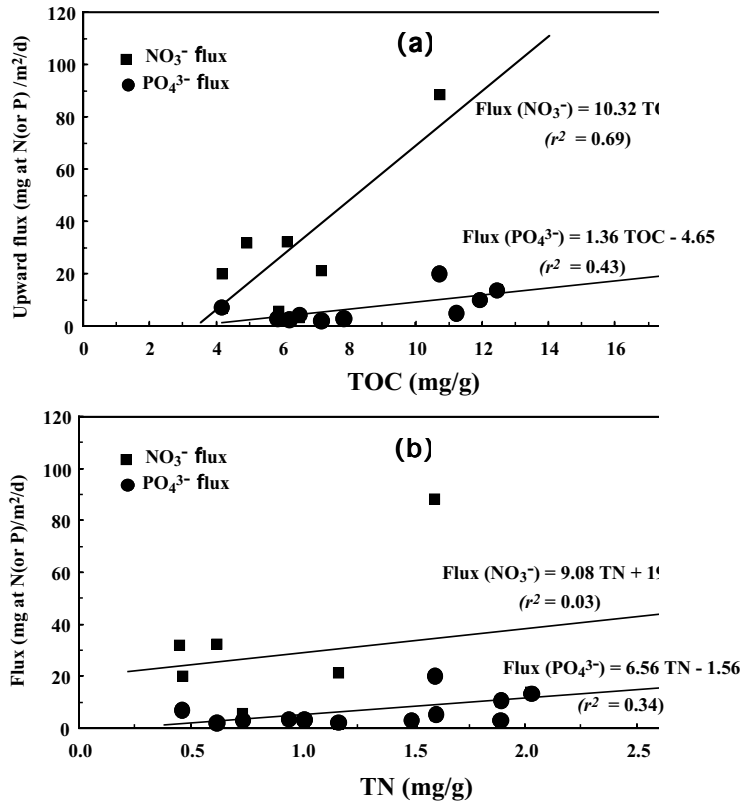 120
(a)
NO₃⁻ flux
PO₄³⁻ flux
100
80
60
40
20
0
Upward flux (mg at N(or P) /m²/d)
Flux (NO₃⁻) = 10.32 TO
(r² = 0.69)
Flux (PO₄³⁻) = 1.36 TOC - 4.65
(r² = 0.43)
0 2 4 6 8 10 12 14 16
TOC (mg/g)
120
(b)
NO₃⁻ flux
PO₄³⁻ flux
100
80
60
40
20
0
Flux (mg at N(or P)/m²/d)
Flux (NO₃⁻) = 9.08 TN + 19
(r² = 0.03)
Flux (PO₄³⁻) = 6.56 TN - 1.56
(r² = 0.34)
0.0 0.5 1.0 1.5 2.0 2.5
TN (mg/g)